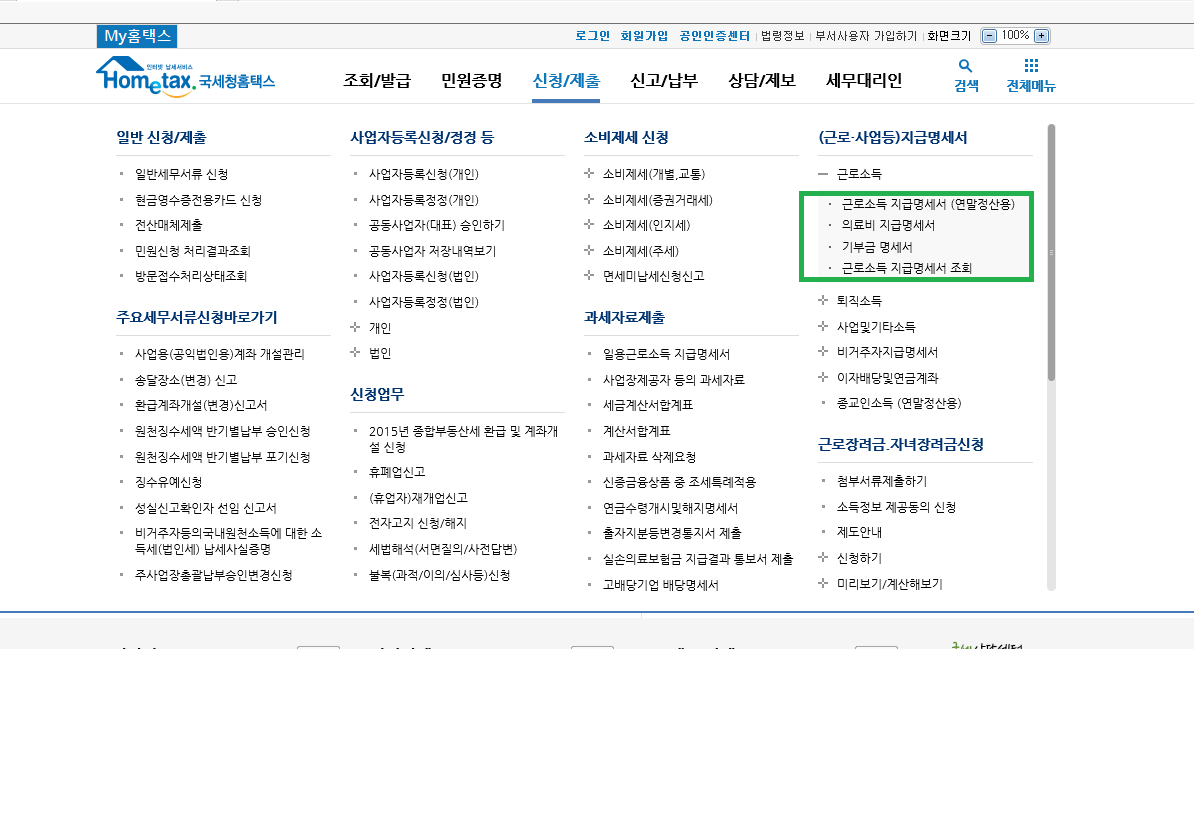 My홈택스
로그인 회원가입 공인인증센터 법령정보 부서사용자 가입하기 화면크기 100%
인터넷 납세서비스
Hometax. 국세청홈택스
조회/발급 민원증명 신청/제출 신고/납부 상담/제보 세무대리인 검색 전체메뉴
일반 신청/제출
일반세무서류 신청
현금영수증전용카드 신청
전산매체제출
민원신청 처리결과조회
방문접수처리상태조회
주요세무서류신청바로가기
사업용(공익법인용)계좌 개설관리
송달장소(변경) 신고
환급계좌개설(변경)신고서
원천징수세액 반기별납부 승인신청
원천징수세액 반기별납부 포기신청
징수유예신청
성실신고확인자 선임 신고서
비거주자등의국내원천소득에 대한 소
득세(법인세) 납세사실증명
주사업장총괄납부승인변경신청
사업자등록신청/정정 등
사업자등록신청(개인)
사업자등록정정(개인)
공동사업자(대표) 승인하기
공동사업자 저장내역보기
사업자등록신청(법인)
사업자등록정정(법인)
개인
법인
신청업무
2015년 종합부동산세 환급 및 계좌개
설 신청
휴폐업신고
(휴업자)재개업신고
전자고지 신청/해지
세법해석(서면질의/사전답변)
불복(과적/이의/심사등)신청
소비제세 신청
소비제세(개별,교통)
소비제세(증권거래세)
소비제세(인지세)
소비제세(주세)
면세미납세신청신고
과세자료제출
일용근로소득 지급명세서
사업장제공자 등의 과세자료
세금계산서합계표
계산서합계표
과세자료 삭제요청
신종금융상품 중 조세특례적용
연금수령개시및해지명세서
출자지분등변경통지서 제출
실손의료보험금 지급결과 통보서 제출
고배당기업 배당명세서
(근로·사업등)지급명세서
근로소득
근로소득 지급명세서 (연말정산용)
의료비 지급명세서
기부금 명세서
근로소득 지급명세서 조회
퇴직소득
사업및기타소득
비거주자지급명세서
이자배당및연금계좌
종교인소득 (연말정산용)
근로장려금.자녀장려금신청
첨부서류제출하기
소득정보 제공동의 신청
제도안내
신청하기
미리보기/계산해보기